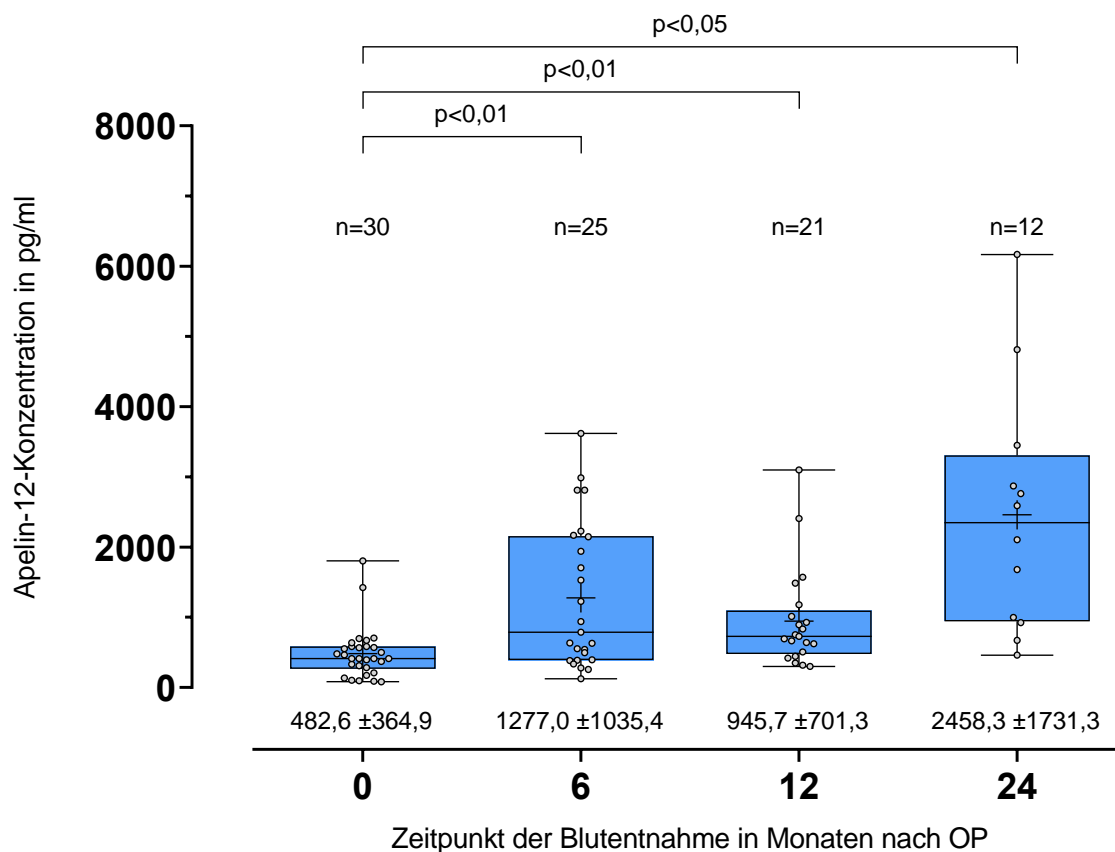 p<0,05
p<0,01
p<0,01
8000
6000
4000
2000
0
Apelin-12-Konzentration in pg/ml
n=30 n=25 n=21 n=12
482,6 ±364,9 1277,0 ±1035,4 945,7 ±701,3 2458,3 ±1731,3
0 6 12 24
Zeitpunkt der Blutentnahme in Monaten nach OP